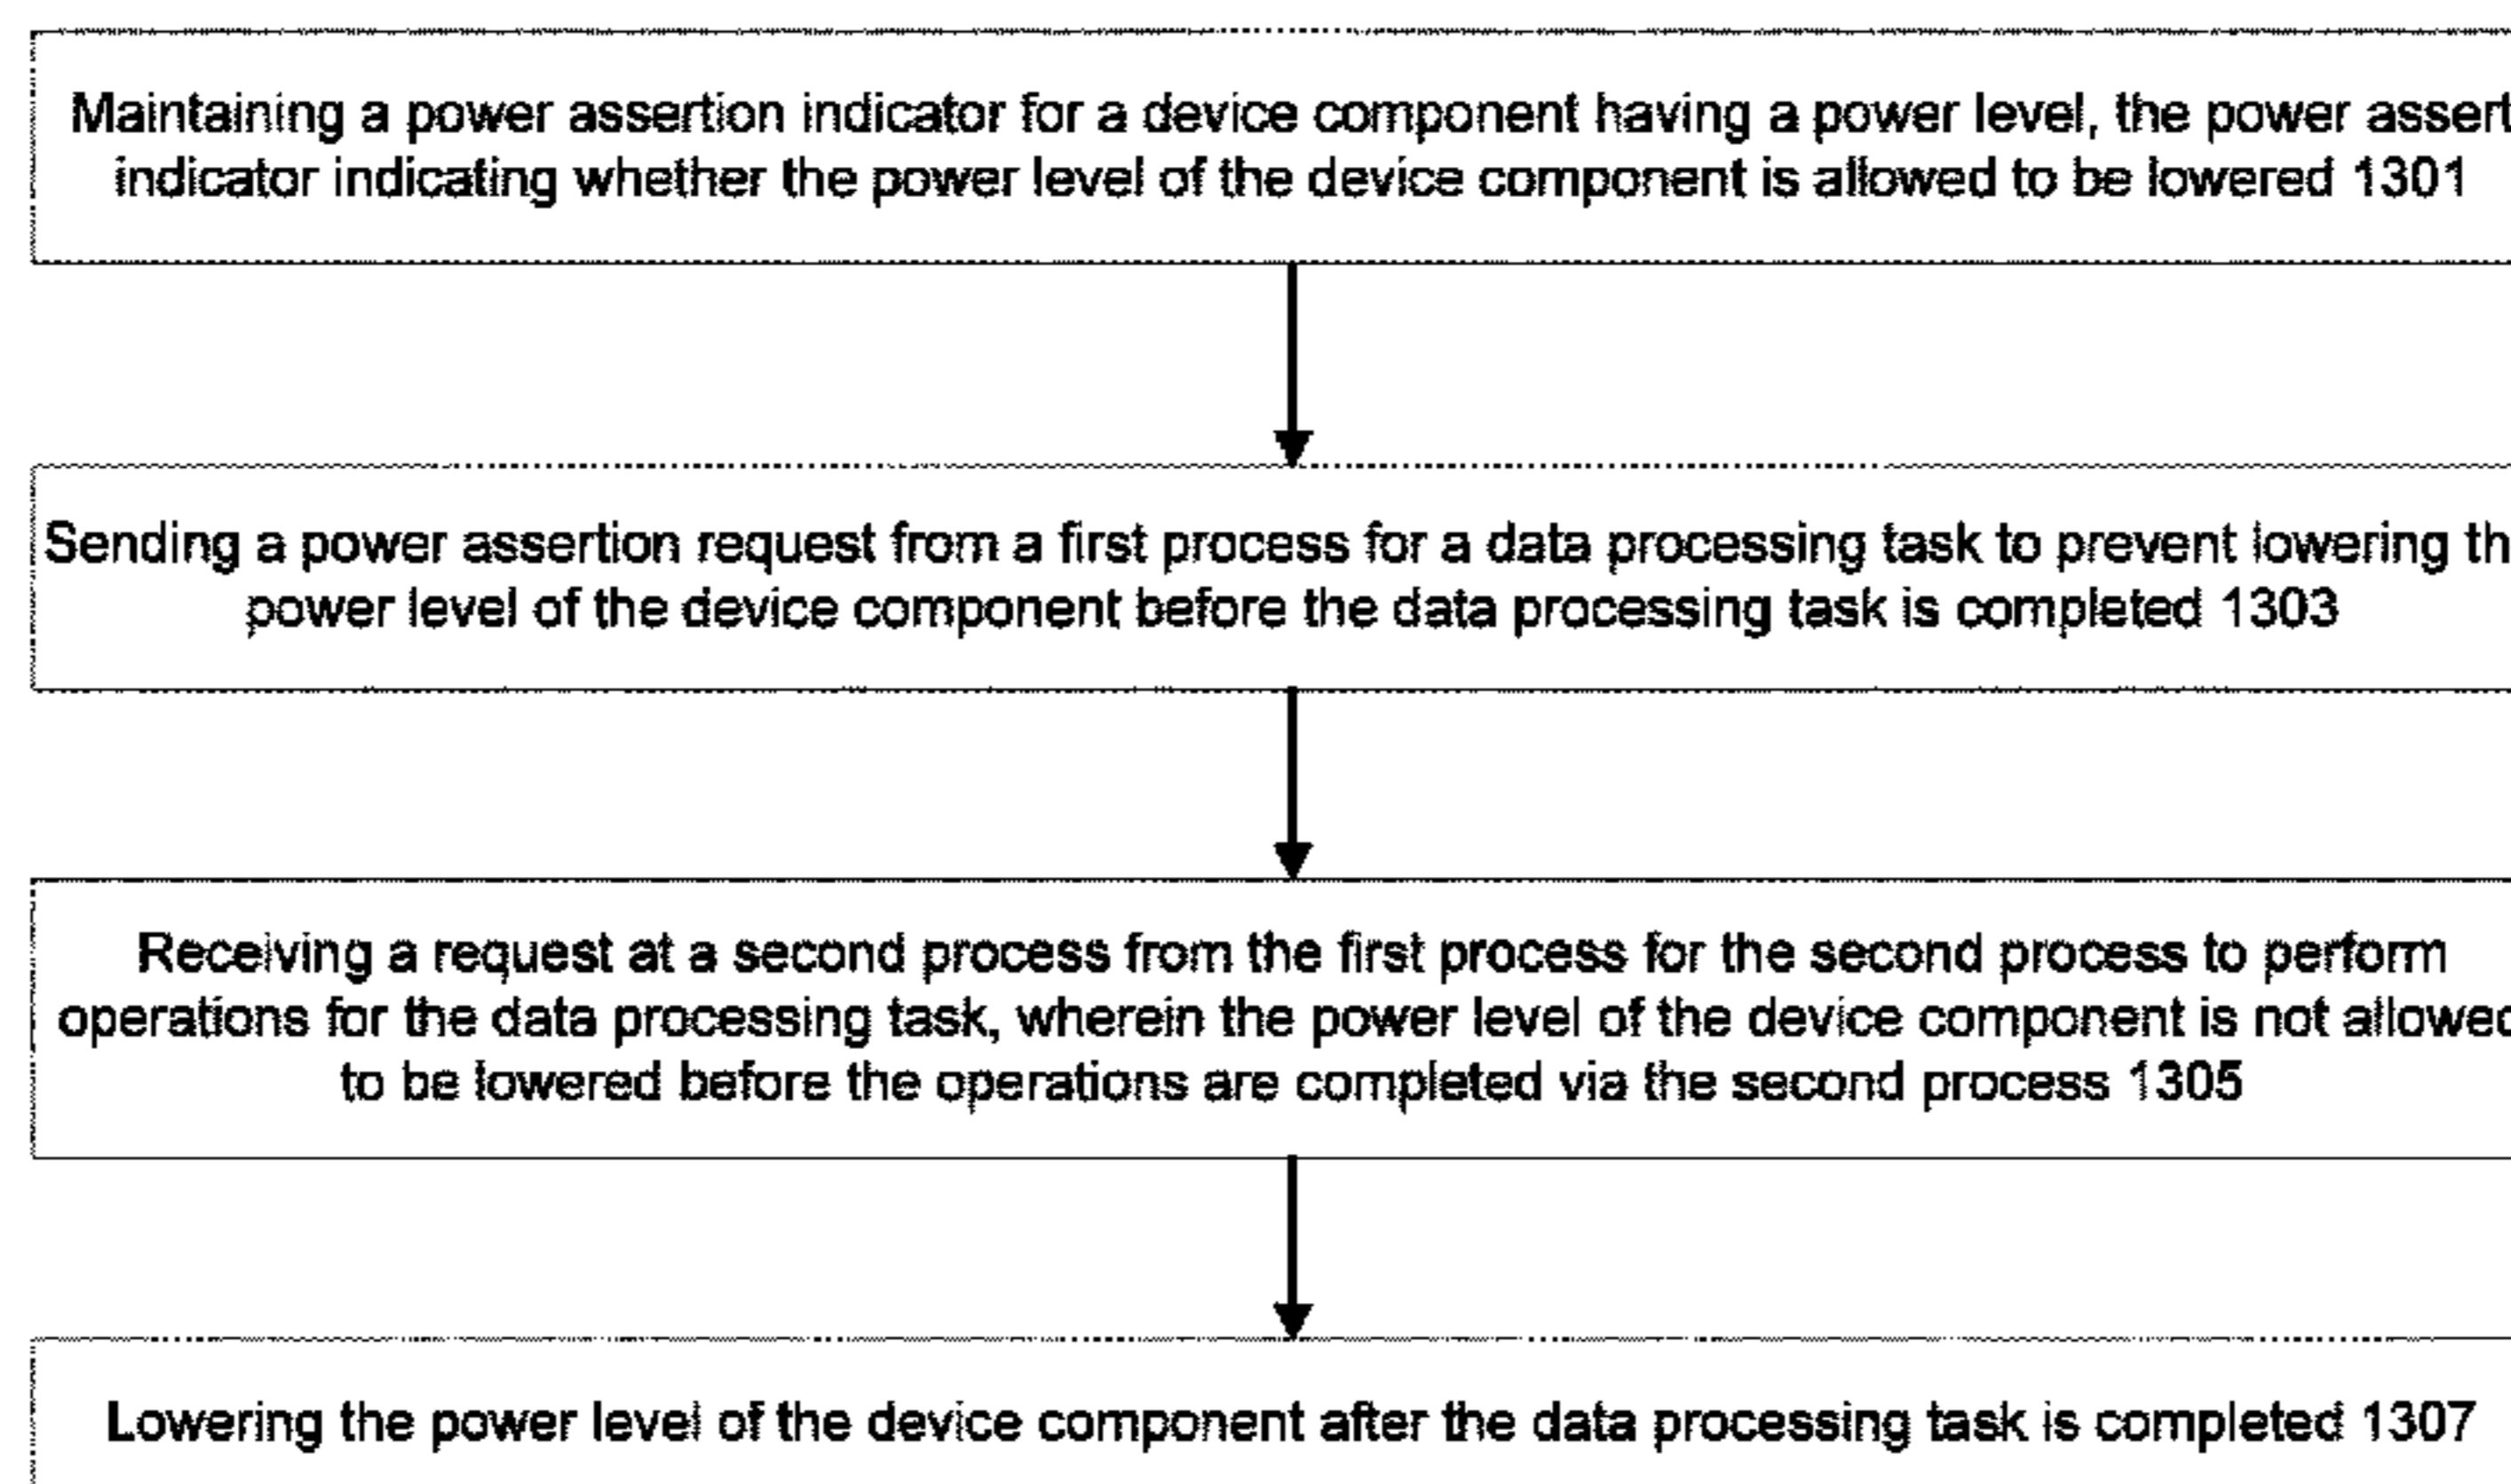 Maintaining a power assertion indicator for a device component having a power level, the power assert
indicator indicating whether the power level of the device component is allowed to be lowered 1301
Sending a power assertion request from a first process for a data processing task to prevent lowering th
power level of the device component before the data processing task is completed 1303
Receiving a request at a second process from the first process for the second process to perform
operations for the data processing task, wherein the power level of the device component is not allowed
to be lowered before the operations are completed via the second process 1305
Lowering the power level of the device component after the data processing task is completed 1307